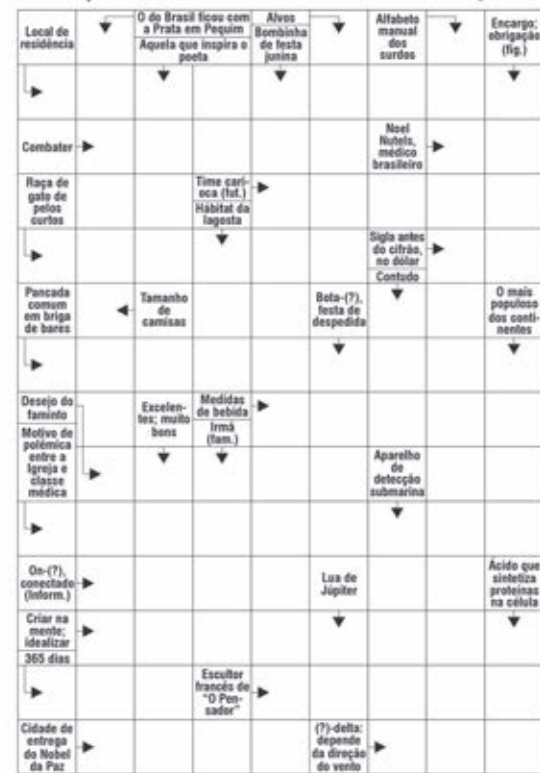 Local de
residência
O do Brasil ficou com
a Prata em Pequim
Aquela que inspira o
poeta
Alvos
Bombinha
de festa
junina
Alfabeto
manual
dos
surdos
Encargo;
obrigação
(fig.)
Combater
Noel
Nutels,
médico
brasileiro
Raça de
gato de
pelos
curtos
Time cari-
oca (fut.)
Hábitat da
lagosta
Sigla antes
do cifrão,
no dólar
Contudo
Pancada
comum
em briga
de bares
Tamanho
de
camisas
Bota-(?),
festa de
despedida
O mais
populoso
dos conti-
nentes
Desejo do
faminto
Motivo de
polêmica
entre a
Igreja e
classe
médica
Excelen-
tes; muito
bons
Medidas
de bebida
Irmã
(fam.)
Aparelho
de
detecção
submarina
On-(?),
conectado
(Inform.)
Lua de
Júpiter
Ácido que
sintetiza
proteínas
na célula
Criar na
mente;
idealizar
365 dias
Escultor
francês de
"O Pen-
sador"
Cidade de
entrega
do Nobel
da Paz
(?)-delta:
depende
da direção
do vento